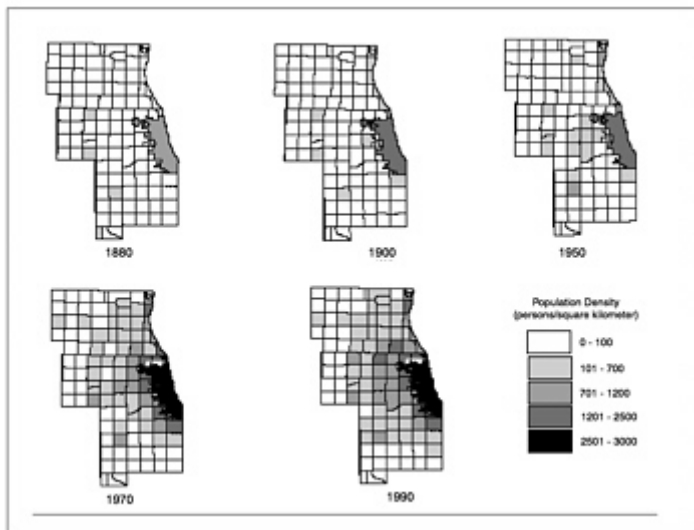 1880
1900
1950
1970
1990
Population Density
(persons/square kilometer)
0 - 100
101 - 700
701 - 1200
1201 - 2500
2501 - 3000